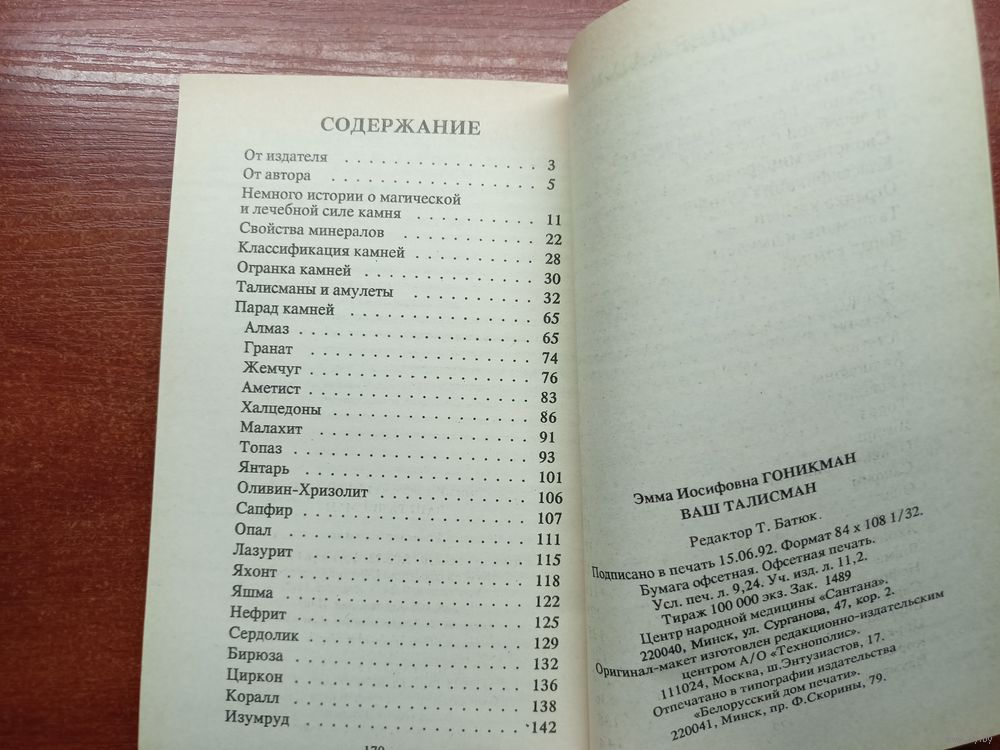 СОДЕРЖАНИЕ
От издателя . . . . . . . . . . . . . . . . . 3
От автора . . . . . . . . . . . . . . . . . 5
Немного истории о магической
и лечебной силе камня . . . . . . . . . . 11
Свойства минералов . . . . . . . . . . . 22
Классификация камней . . . . . . . . . . 28
Огранка камней . . . . . . . . . . . . . 30
Талисманы и амулеты . . . . . . . . . . 32
Парад камней . . . . . . . . . . . . . . 65
Алмаз . . . . . . . . . . . . . . . . . 65
Гранат . . . . . . . . . . . . . . . . 74
Жемчуг . . . . . . . . . . . . . . . . 76
Аметист . . . . . . . . . . . . . . . . 83
Халцедоны . . . . . . . . . . . . . . . 86
Малахит . . . . . . . . . . . . . . . . 91
Топаз . . . . . . . . . . . . . . . . . 93
Янтарь . . . . . . . . . . . . . . . . 101
Оливин-Хризолит . . . . . . . . . . . . 106
Сапфир . . . . . . . . . . . . . . . . 107
Опал . . . . . . . . . . . . . . . . . 111
Лазурит . . . . . . . . . . . . . . . . 115
Яхонт . . . . . . . . . . . . . . . . . 118
Яшма . . . . . . . . . . . . . . . . . 122
Нефрит . . . . . . . . . . . . . . . . 125
Сердолик . . . . . . . . . . . . . . . 129
Бирюза . . . . . . . . . . . . . . . . 132
Циркон . . . . . . . . . . . . . . . . 136
Коралл . . . . . . . . . . . . . . . . 138
Изумруд . . . . . . . . . . . . . . . . 142
Эмма Иосифовна ГОНИКМАН
ВАШ ТАЛИСМАН
Редактор Т. Батюк.
Подписано в печать 15.06.92. Формат 84 x 108 1/32.
Бумага офсетная. Офсетная печать.
Усл. печ. л. 9,24. Уч. изд. л. 11,2.
Тираж 100 000 экз. Зак. 1489
Центр народной медицины «Сантана».
220040, Минск, ул. Сурганова, 47, кор. 2.
Оригинал-макет изготовлен редакционно-издательским
центром А/О «Технополис».
111024, Москва, ш.Энтузиастов, 17.
Отпечатано в типографии издательства
«Белорусский дом печати».
220041, Минск, пр. Ф.Скорины, 79.